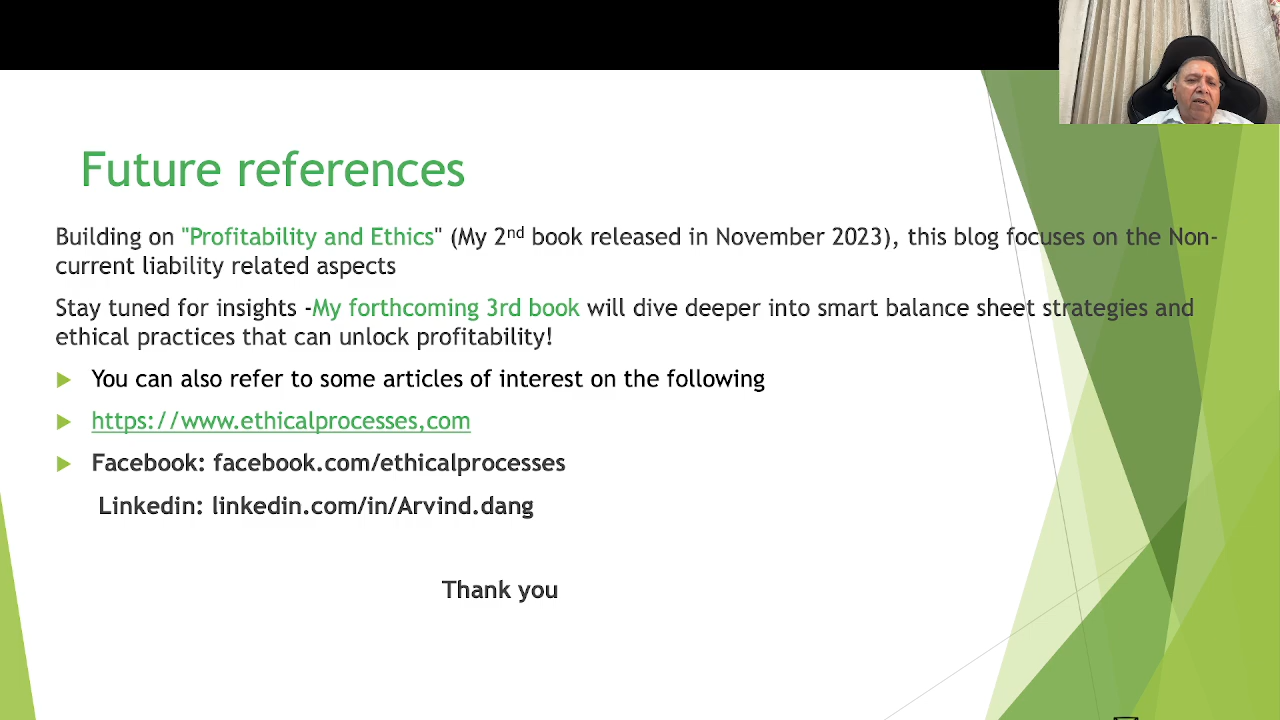 Future references
Building on "Profitability and Ethics" (My 2nd book released in November 2023), this blog focuses on the Non-
current liability related aspects
Stay tuned for insights -My forthcoming 3rd book will dive deeper into smart balance sheet strategies and
ethical practices that can unlock profitability!
You can also refer to some articles of interest on the following
https://www.ethicalprocesses,com
Facebook: facebook.com/ethicalprocesses
Linkedin: linkedin.com/in/Arvind.dang
Thank you